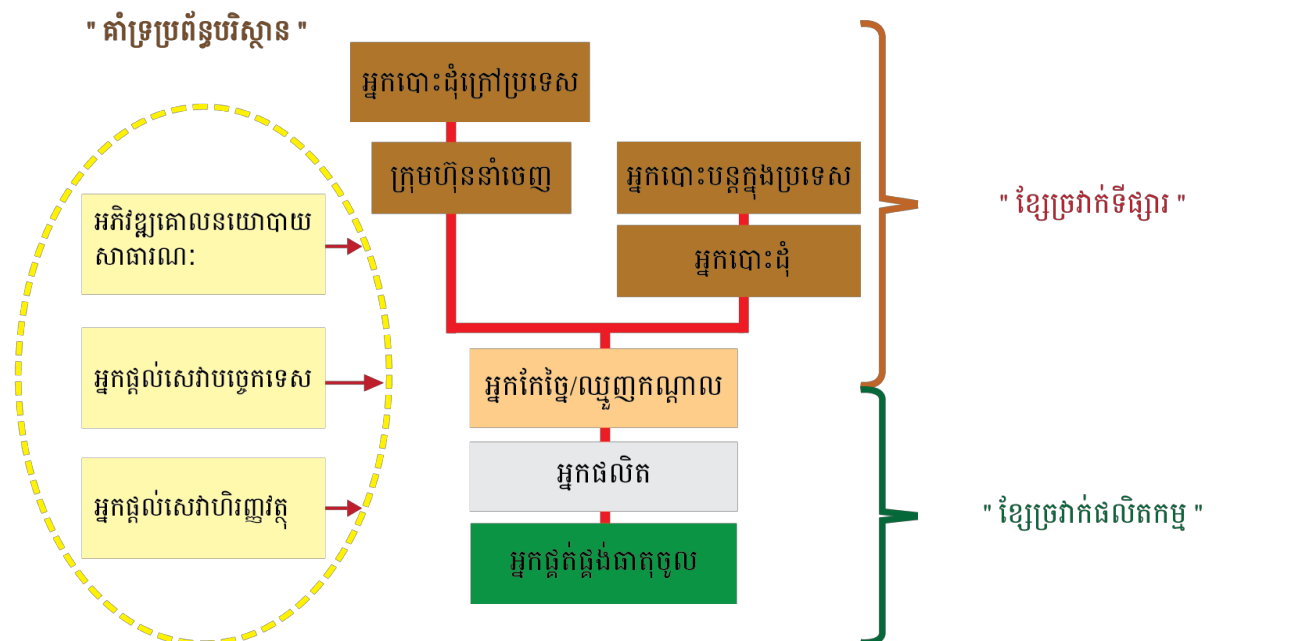 " គាំទ្រប្រព័ន្ធបរិស្ថាន "
អ្នកបោះដុំក្រៅប្រទេស
ក្រុមហ៊ុននាំចេញ
អ្នកបោះបន្តក្នុងប្រទេស
អ្នកបោះដុំ
" ខ្សែច្រវាក់ទីផ្សារ "
អភិវឌ្ឍគោលនយោបាយ
សាធារណៈ
អ្នកផ្តល់សេវាបច្ចេកទេស
អ្នកផ្តល់សេវាហិរញ្ញវត្ថុ
អ្នកកែច្នៃ/ឈ្មួញកណ្តាល
អ្នកផលិត
អ្នកផ្គត់ផ្គង់ធាតុចូល
" ខ្សែច្រវាក់ផលិតកម្ម "